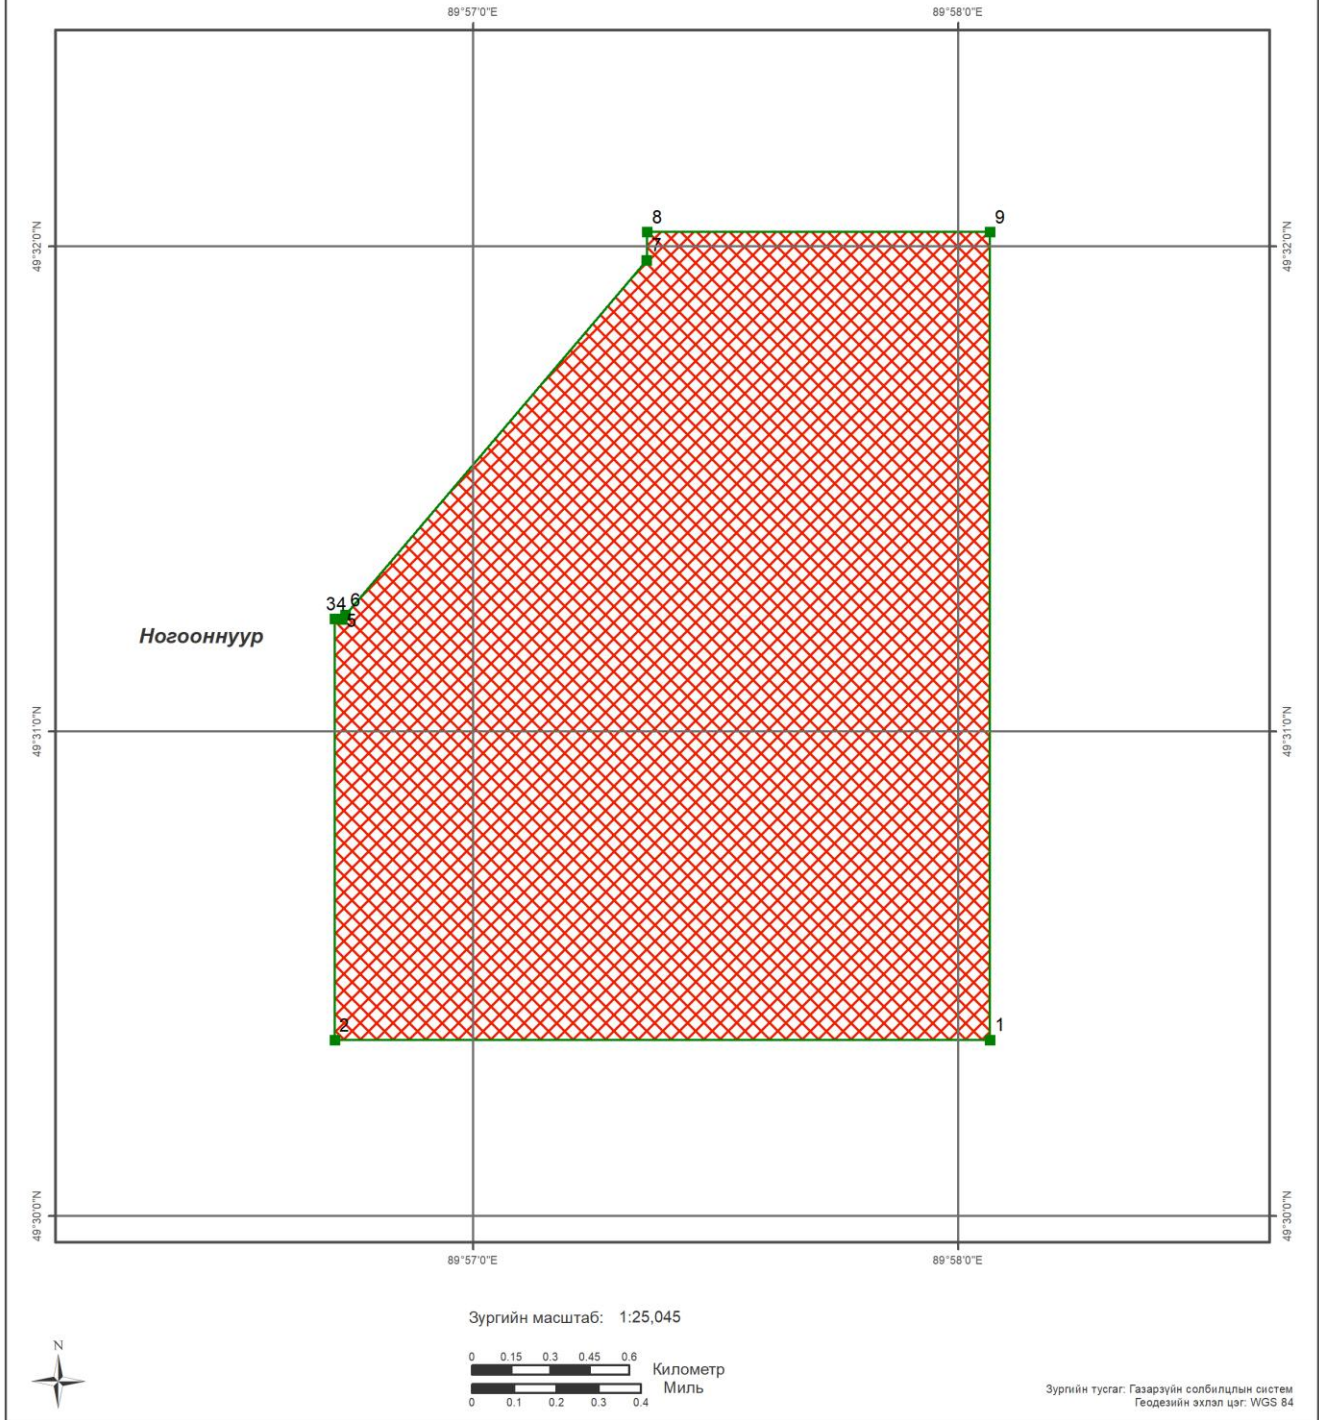 89°57'0"E
89°58'0"E
8
9
49°32'0"N
49°32'0"N
7
34
6
5
Ногооннуур
49°31'0"N
49°31'0"N
2
1
49°30'0"N
49°30'0"N
89°57'0"E
89°58'0"E
Зургийн масштаб: 1:25,045
N
0 0.15 0.3 0.45 0.6
Километр
Миль
0 0.1 0.2 0.3 0.4
Зургийн тусгаг: Газарзүйн солбилцлын систем
Геодезийн эхлэл цэг: WGS 84